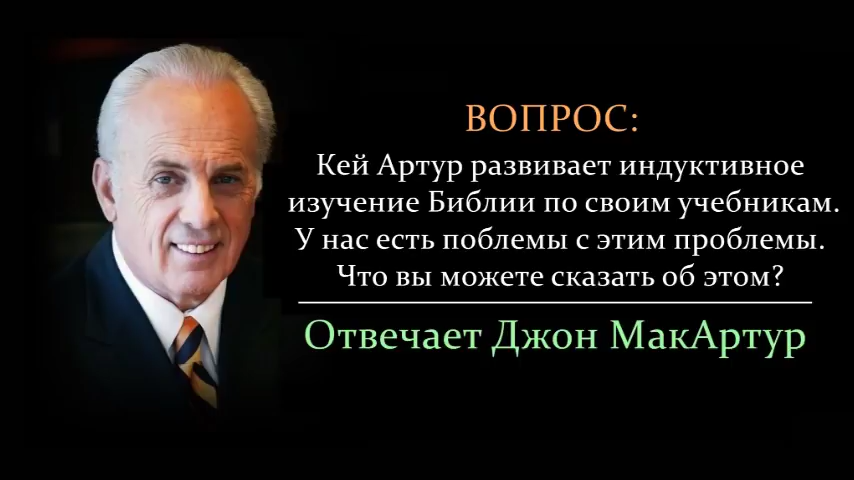 ВОПРОС:
Кей Артур развивает индуктивное
изучение Библии по своим учебникам.
У нас есть поблемы с этим проблемы.
Что вы можете сказать об этом?
Отвечает Джон МакАртур